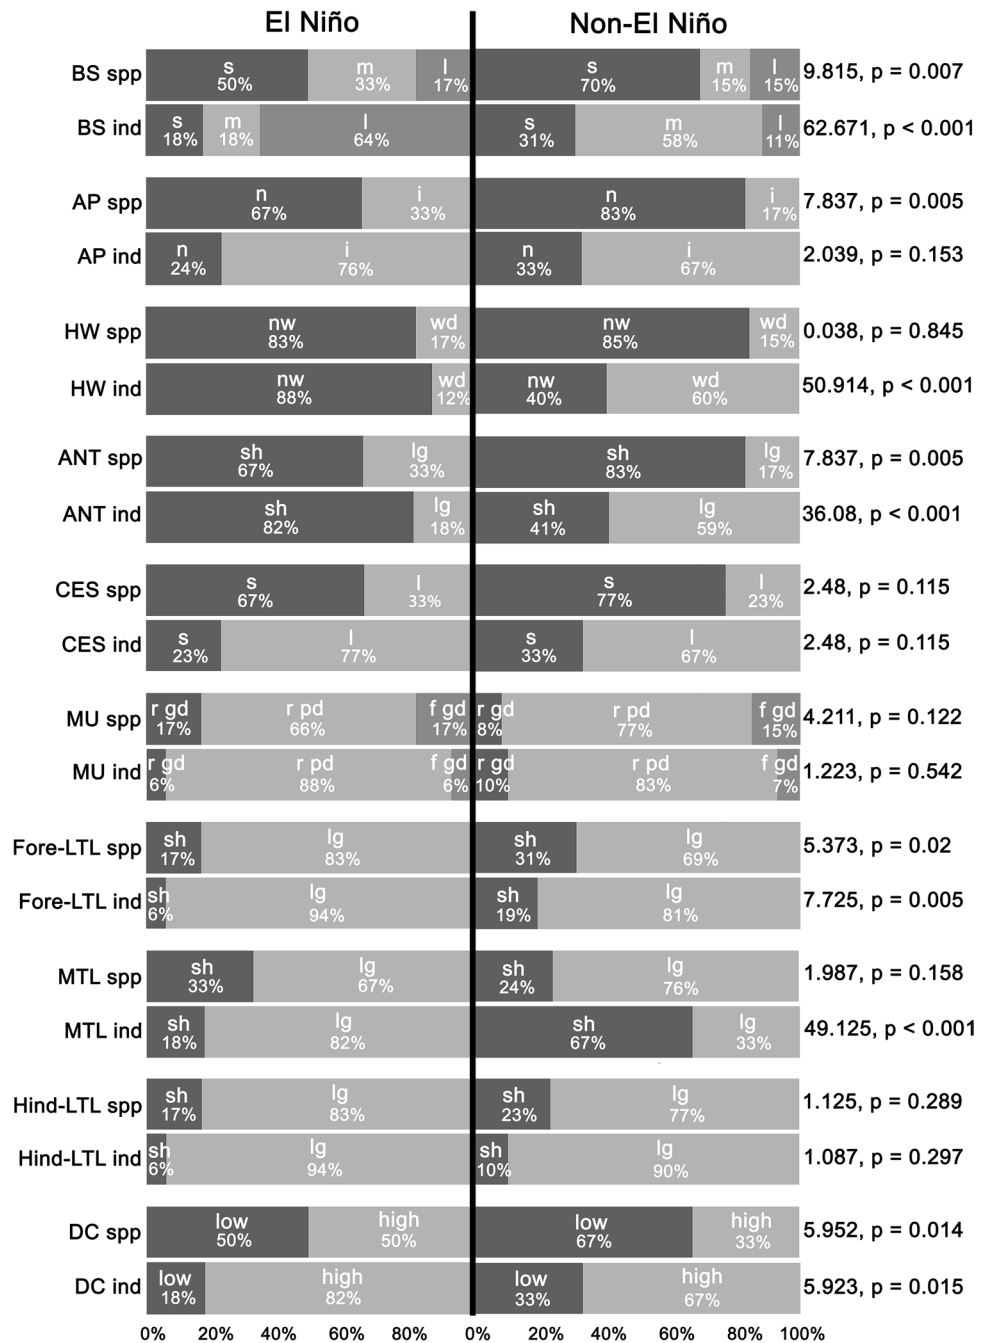 El Niño Non-El Niño
BS spp s 50% m 33% l 17% s 70% m 15% l 15% 9.815, p = 0.007
BS ind s 18% m 18% l 64% s 31% m 58% l 11% 62.671, p < 0.001
AP spp n 67% i 33% n 83% i 17% 7.837, p = 0.005
AP ind n 24% i 76% n 33% i 67% 2.039, p = 0.153
HW spp nw 83% wd 17% nw 85% wd 15% 0.038, p = 0.845
HW ind nw 88% wd 12% nw 40% wd 60% 50.914, p < 0.001
ANT spp sh 67% lg 33% sh 83% lg 17% 7.837, p = 0.005
ANT ind sh 82% lg 18% sh 41% lg 59% 36.08, p < 0.001
CES spp s 67% l 33% s 77% l 23% 2.48, p = 0.115
CES ind s 23% l 77% s 33% l 67% 2.48, p = 0.115
MU spp r gd 17% r pd 66% f gd 17% r gd 8% r pd 77% f gd 15% 4.211, p = 0.122
MU ind r gd 6% r pd 88% f gd 6% r gd 10% r pd 83% f gd 7% 1.223, p = 0.542
Fore-LTL spp sh 17% lg 83% sh 31% lg 69% 5.373, p = 0.02
Fore-LTL ind sh 6% lg 94% sh 19% lg 81% 7.725, p = 0.005
MTL spp sh 33% lg 67% sh 24% lg 76% 1.987, p = 0.158
MTL ind sh 18% lg 82% sh 67% lg 33% 49.125, p < 0.001
Hind-LTL spp sh 17% lg 83% sh 23% lg 77% 1.125, p = 0.289
Hind-LTL ind sh 6% lg 94% sh 10% lg 90% 1.087, p = 0.297
DC spp low 50% high 50% low 67% high 33% 5.952, p = 0.014
DC ind low 18% high 82% low 33% high 67% 5.923, p = 0.015
0% 20% 40% 60% 80% 0% 20% 40% 60% 80% 100%